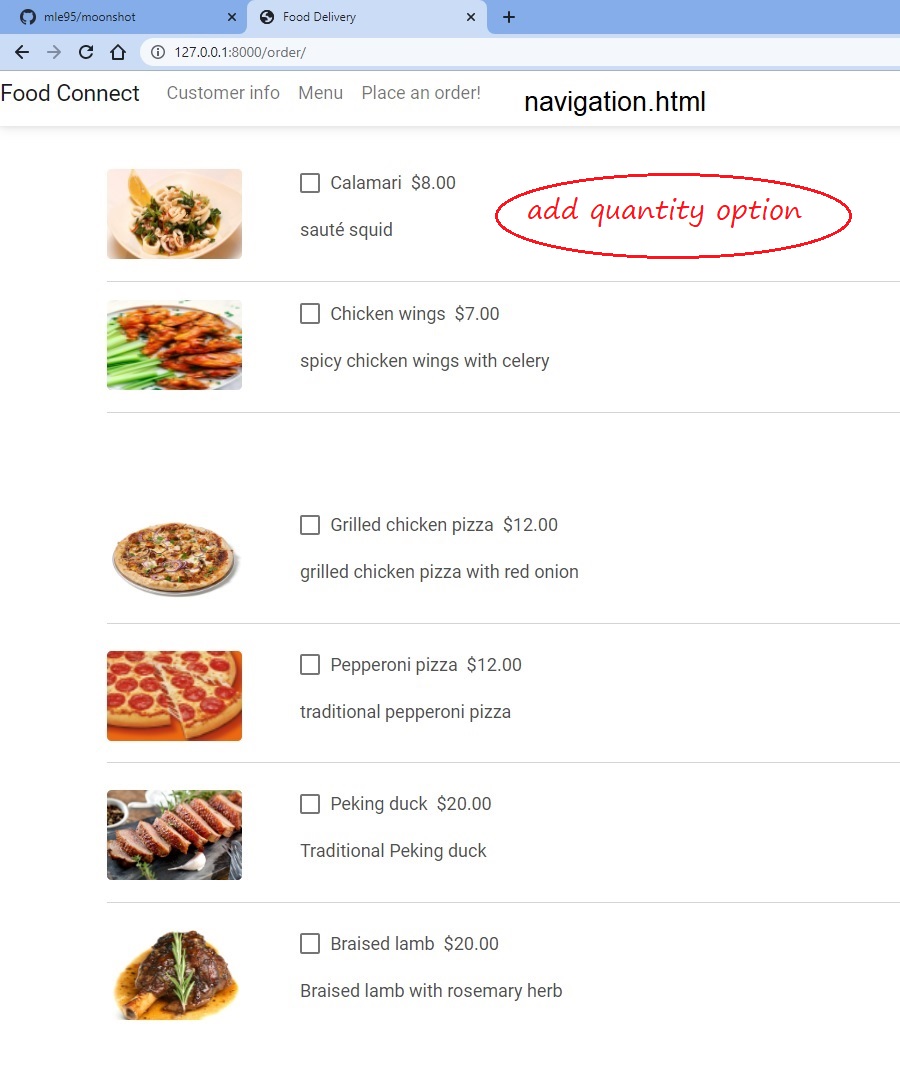 mle95/moonshot
Food Delivery
127.0.0.1:8000/order/
Food Connect Customer info Menu Place an order! navigation.html
Calamari $8.00
add quantity option
sauté squid
Chicken wings $7.00
spicy chicken wings with celery
Grilled chicken pizza $12.00
grilled chicken pizza with red onion
Pepperoni pizza $12.00
traditional pepperoni pizza
Peking duck $20.00
Traditional Peking duck
Braised lamb $20.00
Braised lamb with rosemary herb